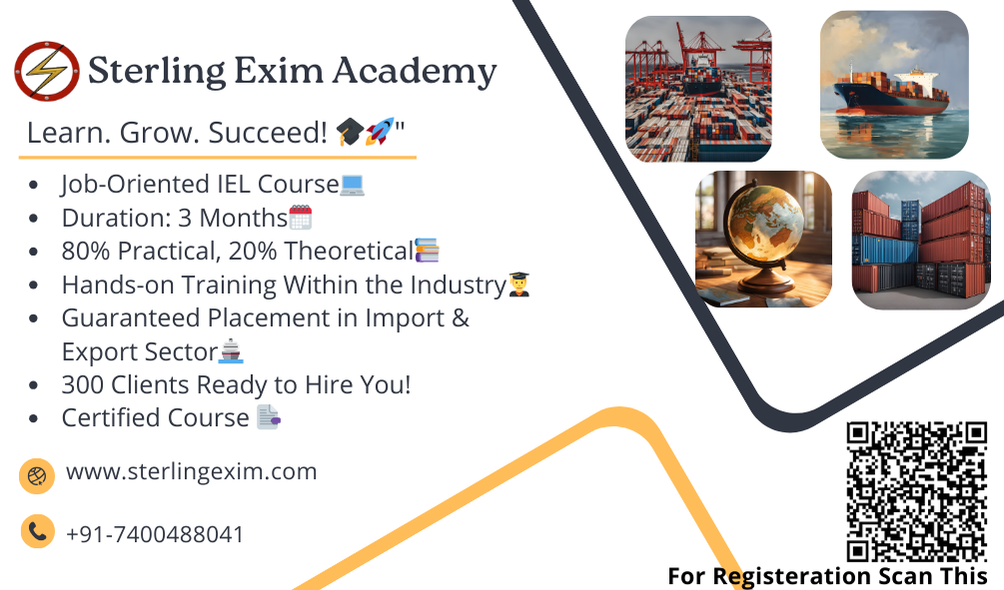 Sterling Exim Academy
Learn. Grow. Succeed! 🎓🚀"
• Job-Oriented IEL Course💻
• Duration: 3 Months📅
• 80% Practical, 20% Theoretical📚
• Hands-on Training Within the Industry👨‍🎓
• Guaranteed Placement in Import &
Export Sector🚢
• 300 Clients Ready to Hire You!
• Certified Course 📄
www.sterlingexim.com
+91-7400488041
For Registeration Scan This